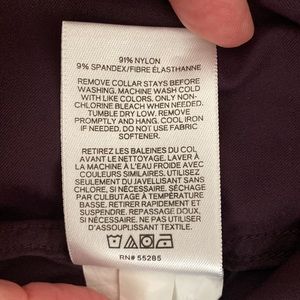 91% NYLON
9% SPANDEX/FIBRE ÉLASTHANNE
REMOVE COLLAR STAYS BEFORE
WASHING. MACHINE WASH COLD
WITH LIKE COLORS. ONLY NON-
CHLORINE BLEACH WHEN NEEDED.
TUMBLE DRY LOW. REMOVE
PROMPTLY AND HANG. COOL IRON
IF NEEDED. DO NOT USE FABRIC
SOFTENER.
RETIREZ LES BALEINES DU COL
AVANT LE NETTOYAGE. LAVER À
LA MACHINE À L'EAU FROIDE AVEC
COULEURS SIMILAIRES. UTILISEZ
SEULEMENT DU JAVELLISANT SANS
CHLORE, SI NÉCESSAIRE. SÉCHAGE
PAR CULBUTAGE À TEMPÉRATURE
BASSE. RETIRER RAPIDEMENT ET
SUSPENDRE. REPASSAGE DOUX,
SI NÉCESSAIRE. N'UTILISEZ PAS
D'ASSOUPLISSANT TEXTILE.
RN# 55285